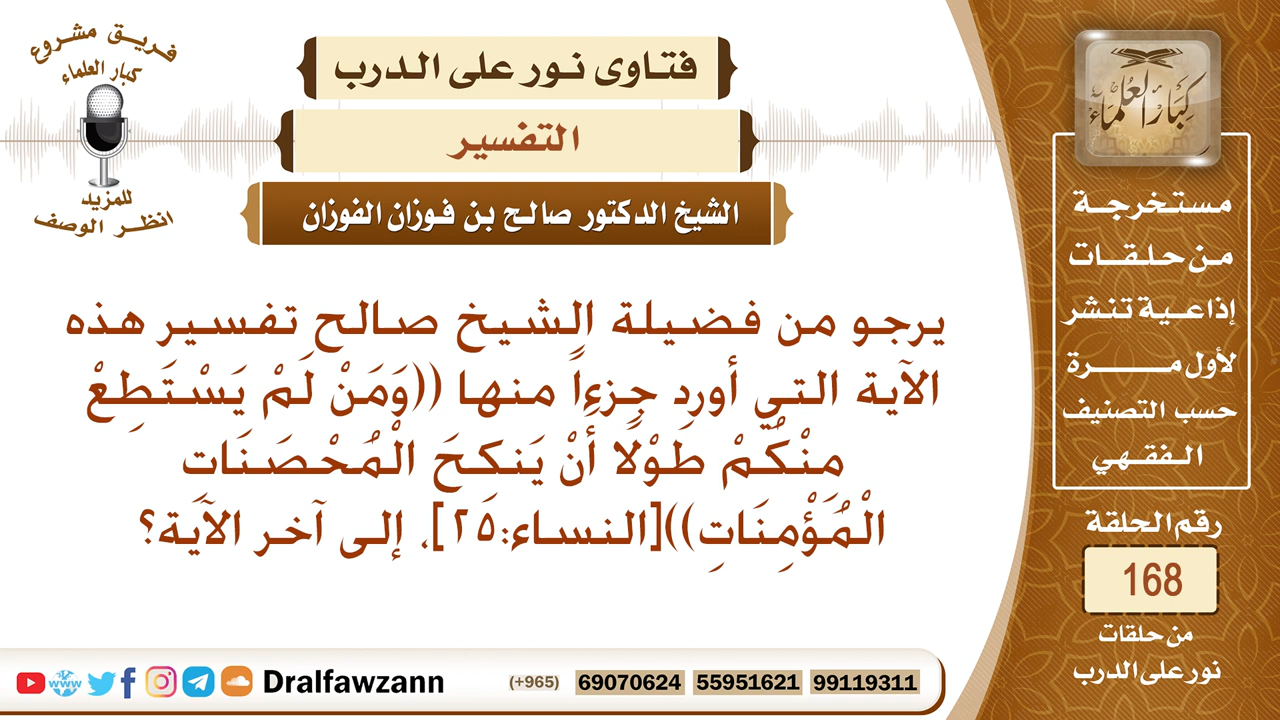 فريق مشروع
كبار العلماء
للمزيد
انظر الوصف
فتاوى نور على الدرب
التفسير
الشيخ الدكتور صالح بن فوزان الفوزان
يرجو من فضيلة الشيخ صالح تفسير هذه
الآية التي أورد جزءاً منها ((وَمَنْ لَمْ يَسْتَطِعْ
مِنْكُمْ طَوْلًا أَنْ يَنكِحَ الْمُحْصَنَاتِ
الْمُؤْمِنَاتِ))[النساء:٢٥]، إلى آخر الآية؟
كبار العلماء
مستخرجة
من حلقات
إذاعية تنشر
لأول مرة
حسب التصنيف
الفقهي
رقم الحلقة
168
من حلقات
نور على الدرب
www Dralfawzann (+965) 69070624 55951621 99119311